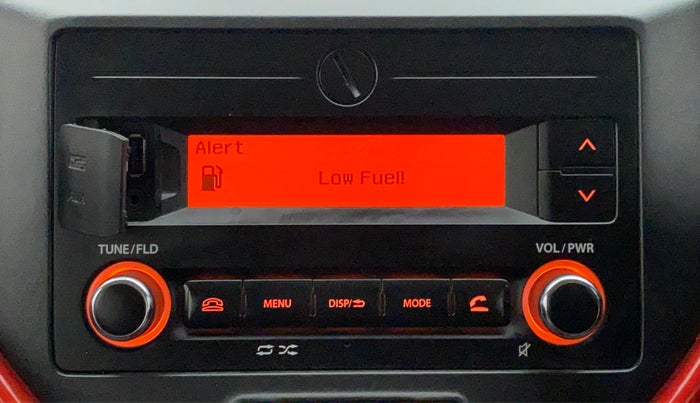 Alert
Low Fuel!
TUNE/FLD
VOL/PWR
MENU
DISP/
MODE